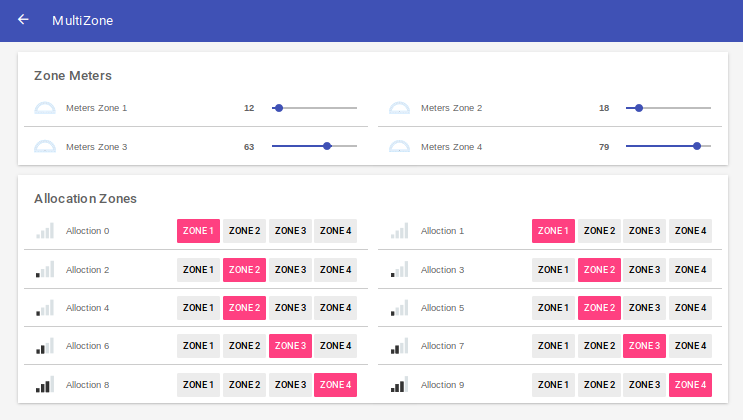 MultiZone
Zone Meters
Meters Zone 1 12
Meters Zone 2 18
Meters Zone 3 63
Meters Zone 4 79
Allocation Zones
Alloction 0 ZONE 1 ZONE 2 ZONE 3 ZONE 4
Alloction 1 ZONE 1 ZONE 2 ZONE 3 ZONE 4
Alloction 2 ZONE 1 ZONE 2 ZONE 3 ZONE 4
Alloction 3 ZONE 1 ZONE 2 ZONE 3 ZONE 4
Alloction 4 ZONE 1 ZONE 2 ZONE 3 ZONE 4
Alloction 5 ZONE 1 ZONE 2 ZONE 3 ZONE 4
Alloction 6 ZONE 1 ZONE 2 ZONE 3 ZONE 4
Alloction 7 ZONE 1 ZONE 2 ZONE 3 ZONE 4
Alloction 8 ZONE 1 ZONE 2 ZONE 3 ZONE 4
Alloction 9 ZONE 1 ZONE 2 ZONE 3 ZONE 4